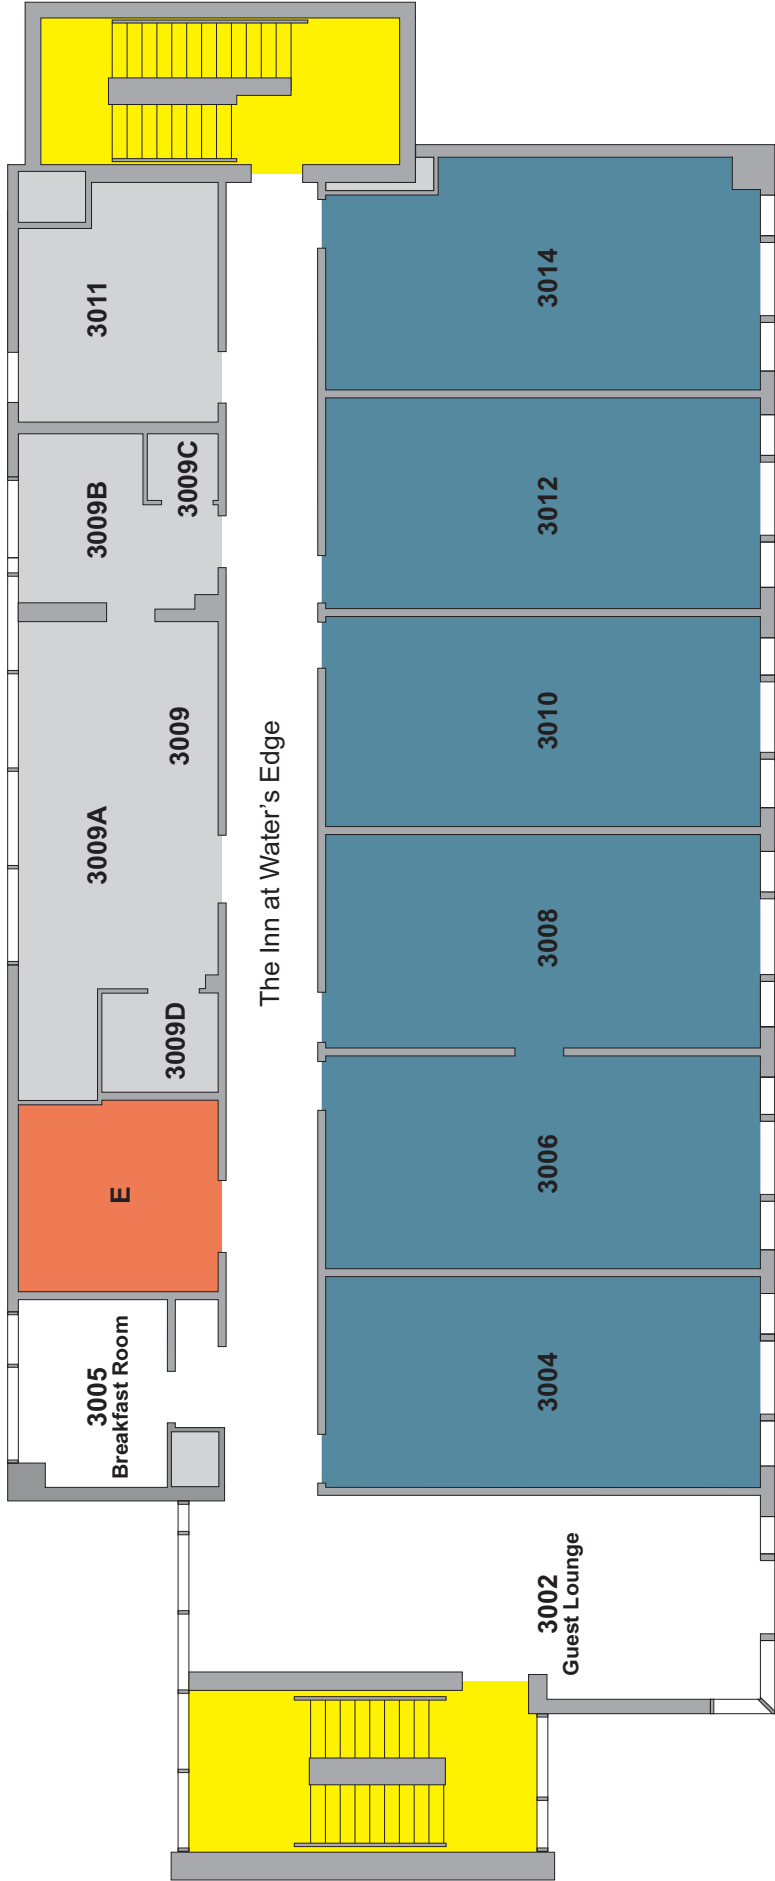 3011
3009B
3009C
3009A
3009
3009D
E
3005
Breakfast Room
The Inn at Water's Edge
3014
3012
3010
3008
3006
3004
3002
Guest Lounge